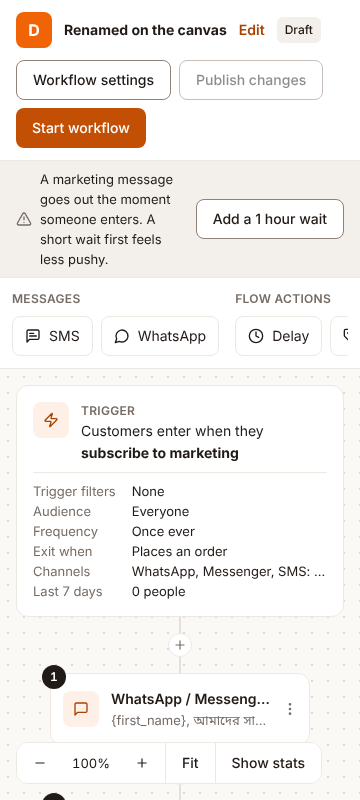 D
Renamed on the canvas Edit Draft
Workflow settings Publish changes
Start workflow
A marketing message
goes out the moment
someone enters. A
short wait first feels
less pushy.
Add a 1 hour wait
MESSAGES FLOW ACTIONS
SMS WhatsApp Delay
TRIGGER
Customers enter when they
subscribe to marketing
Trigger filters None
Audience Everyone
Frequency Once ever
Exit when Places an order
Channels WhatsApp, Messenger, SMS: ...
Last 7 days 0 people
1
WhatsApp / Messeng...
{first_name}, আমাদের সা...
100% Fit Show stats